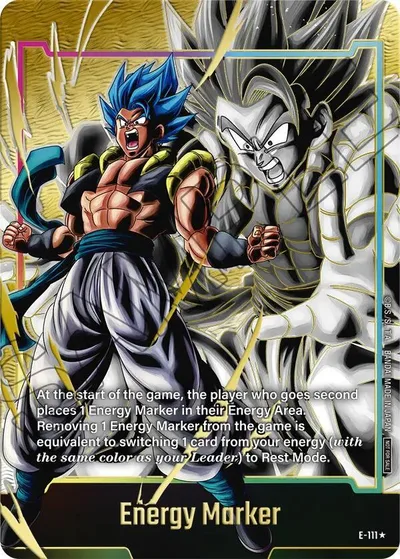 At the start of the game, the player who goes second
places 1 Energy Marker in their Energy Area.
Removing 1 Energy Marker from the game is
equivalent to switching 1 card from your energy (with
the same color as your Leader) to Rest Mode.
©B.S./S., T.A. BANDAI MADE IN JAPAN
NOT FOR SALE
Energy Marker
E-111★